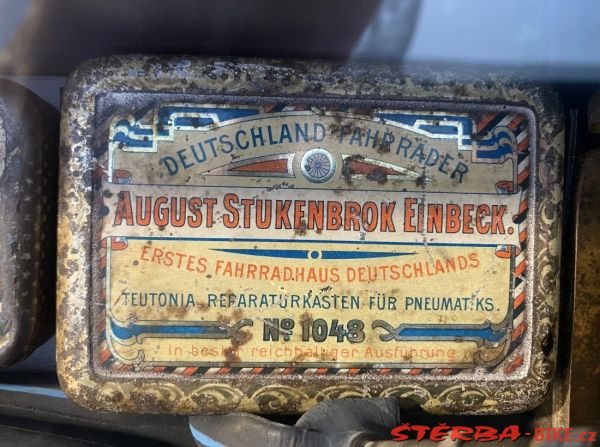 DEUTSCHLAND-FAHRRÄDER
AUGUST STUKENBROK EINBECK.
ERSTES FAHRRADHAUS DEUTSCHLANDS
TEUTONIA REPARATURKASTEN FÜR PNEUMATIKS.
No 1048
in bester reichhaltiger Ausführung
STĚRBA-BIKE.cz